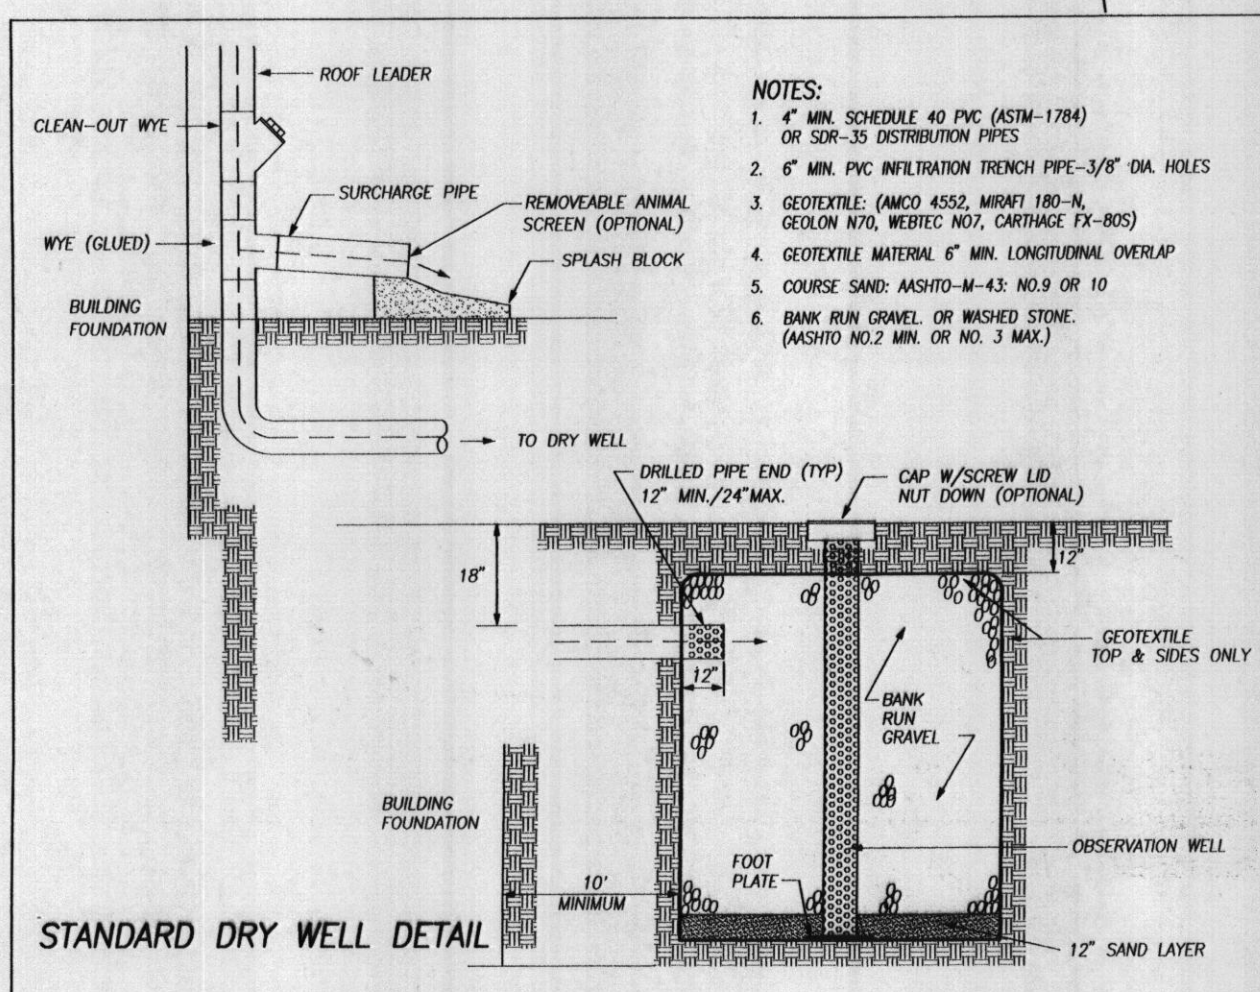 ROOF LEADER
CLEAN-OUT WYE
SURCHARGE PIPE
REMOVEABLE ANIMAL
SCREEN (OPTIONAL)
WYE (GLUED)
SPLASH BLOCK
BUILDING
FOUNDATION
TO DRY WELL
NOTES:
1. 4" MIN. SCHEDULE 40 PVC (ASTM-1784)
OR SDR-35 DISTRIBUTION PIPES
2. 6" MIN. PVC INFILTRATION TRENCH PIPE-3/8" DIA. HOLES
3. GEOTEXTILE: (AMCO 4552, MIRAFI 180-N,
GEOLON N70, WEBTEC NO7, CARTHAGE FX-80S)
4. GEOTEXTILE MATERIAL 6" MIN. LONGITUDINAL OVERLAP
5. COURSE SAND: AASHTO-M-43: NO.9 OR 10
6. BANK RUN GRAVEL. OR WASHED STONE.
(AASHTO NO.2 MIN. OR NO. 3 MAX.)
DRILLED PIPE END (TYP)
12" MIN./24"MAX.
CAP W/SCREW LID
NUT DOWN (OPTIONAL)
18"
12"
12"
GEOTEXTILE
TOP & SIDES ONLY
BANK
RUN
GRAVEL
BUILDING
FOUNDATION
OBSERVATION WELL
FOOT
PLATE
10'
MINIMUM
12" SAND LAYER
STANDARD DRY WELL DETAIL